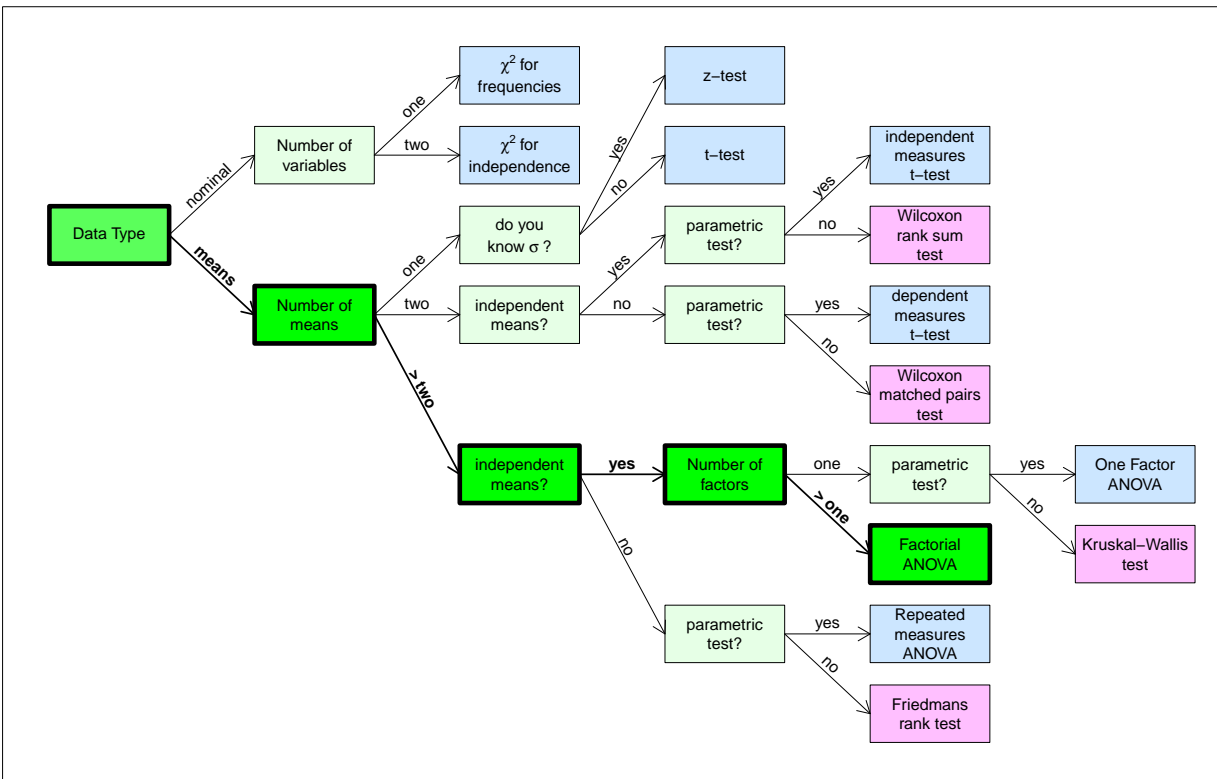 χ² for
frequencies
z−test
one
Number of
variables
two
χ² for
independence
yes
t−test
independent
measures
t−test
nominal
no
yes
Data Type
do you
know σ ?
parametric
test?
no
Wilcoxon
rank sum
test
means
one
yes
Number of
means
two
independent
means?
no
parametric
test?
yes
dependent
measures
t−test
no
> two
Wilcoxon
matched pairs
test
independent
means?
yes
Number of
factors
one
parametric
test?
yes
One Factor
ANOVA
> one
no
no
Factorial
ANOVA
Kruskal−Wallis
test
parametric
test?
yes
Repeated
measures
ANOVA
no
Friedmans
rank test